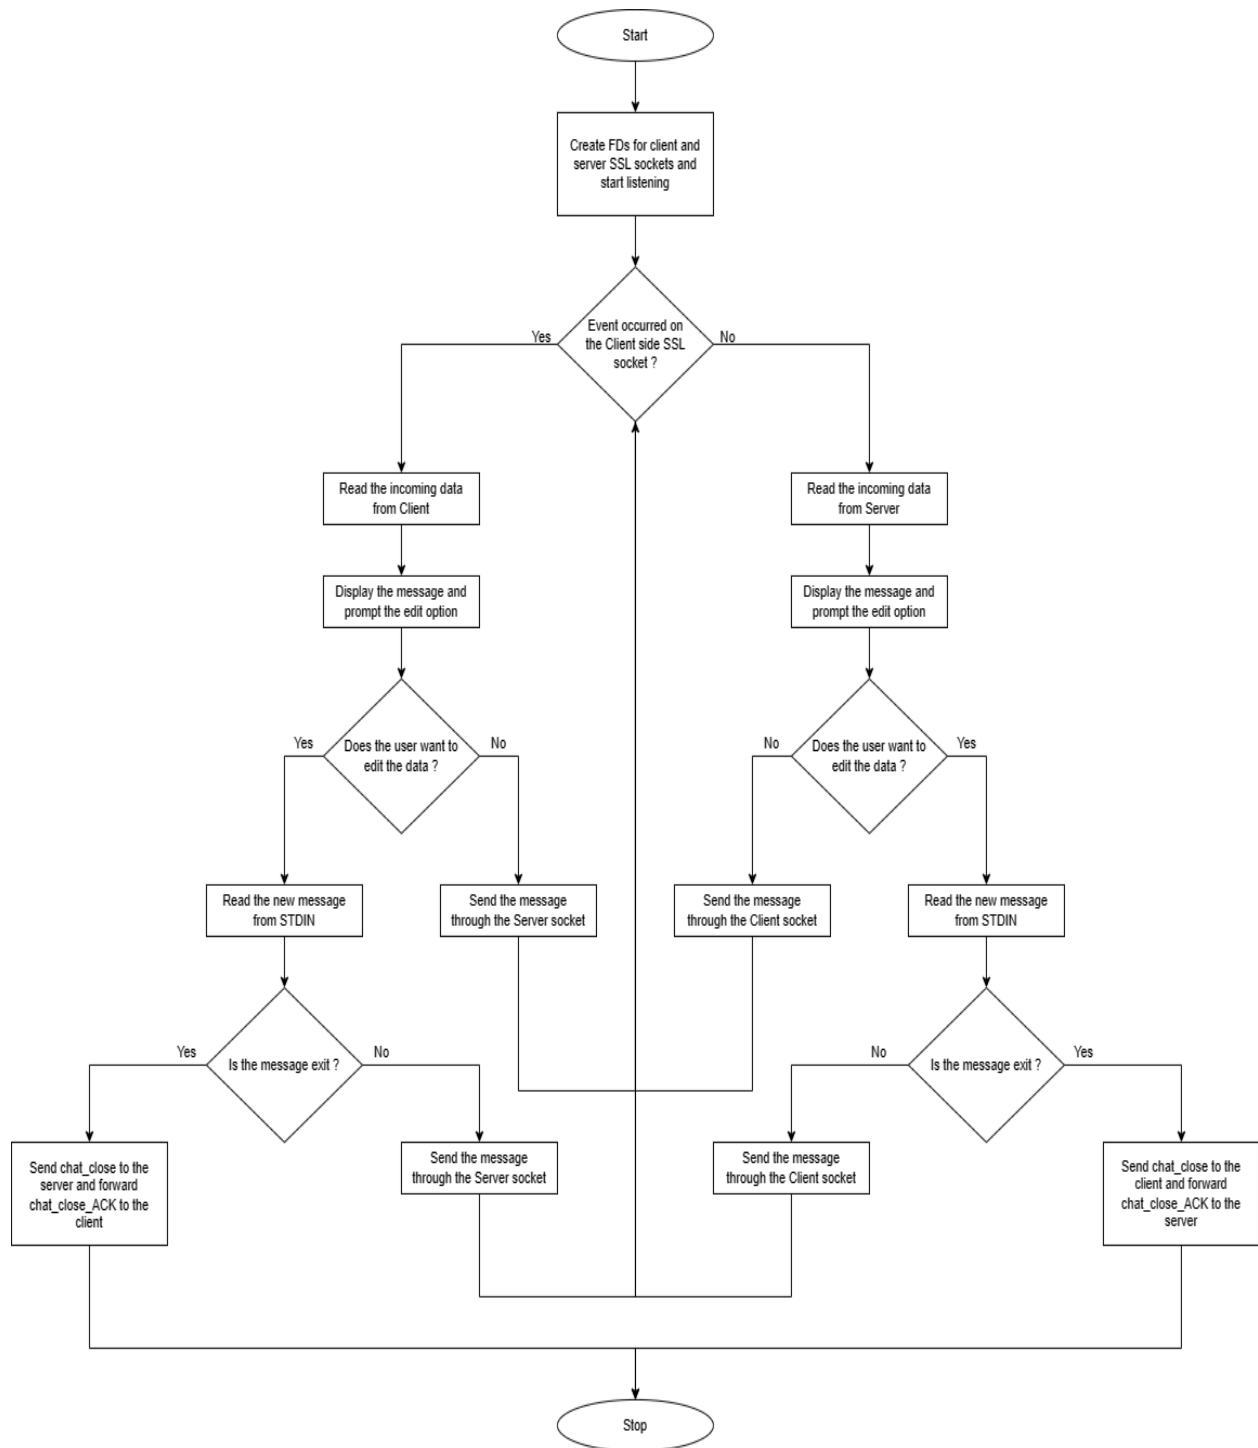 Start
Create FDs for client and
server SSL sockets and
start listening
Event occurred on
the Client side SSL
socket ?
Yes
No
Read the incoming data
from Client
Read the incoming data
from Server
Display the message and
prompt the edit option
Display the message and
prompt the edit option
Yes
Does the user want to
edit the data ?
No
No
Does the user want to
edit the data ?
Yes
Read the new message
from STDIN
Send the message
through the Server socket
Send the message
through the Client socket
Read the new message
from STDIN
Yes
Is the message exit ?
No
No
Is the message exit ?
Yes
Send chat_close to the
server and forward
chat_close_ACK to the
client
Send the message
through the Server socket
Send the message
through the Client socket
Send chat_close to the
client and forward
chat_close_ACK to the
server
Stop